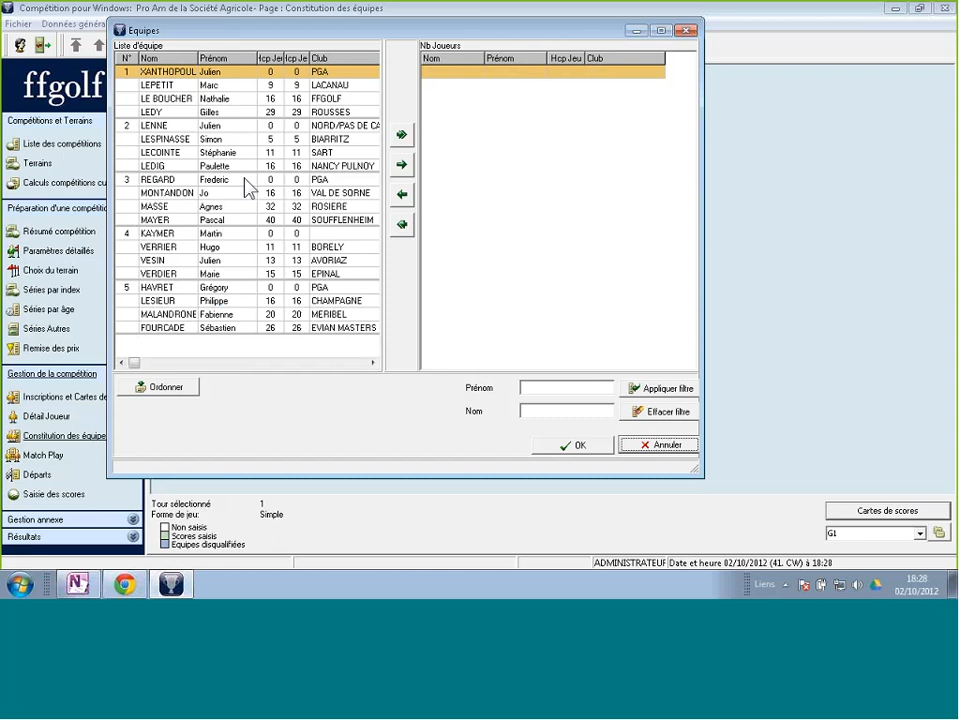 Compétition pour Windows: Pro Am de la Société Agricole- Page : Constitution des équipes
Fichier Données généra
ffgolf
Compétitions et Terrains
Liste des compétitions
Terrains
Calculs compétitions cu
Préparation d'une compétitio
Résumé compétition
Paramètres détaillés
Choix du terrain
Séries par index
Séries par âge
Séries Autres
Remise des prix
Gestion de la compétition
Inscriptions et Cartes de
Détail Joueur
Constitution des équipe
Match Play
Départs
Saisie des scores
Gestion annexe
Résultats
Equipes
Liste d'équipe
N° Nom Prénom Hcp Jeu Hcp Jeu Club
1 XANTHOPOUL Julien 0 0 PGA
LEPETIT Marc 9 9 LACANAU
LE BOUCHER Nathalie 16 16 FFGOLF
LEDY Gilles 29 29 ROUSSES
2 LENNE Julien 0 0 NORD/PAS DE CA
LESPINASSE Simon 5 5 BIARRITZ
LECOINTE Stéphanie 11 11 SART
LEDIG Paulette 16 16 NANCY PULNOY
3 REGARD Frederic 0 0 PGA
MONTANDON Jo 16 16 VAL DE SORNE
MASSE Agnes 32 32 ROSIERE
MAYER Pascal 40 40 SOUFFLENHEIM
4 KAYMER Martin 0 0
VERRIER Hugo 11 11 BORELY
VESIN Julien 13 13 AVORIAZ
VERDIER Marie 15 15 EPINAL
5 HAVRET Grégory 0 0 PGA
LESIEUR Philippe 16 16 CHAMPAGNE
MALANDRONE Fabienne 20 20 MERIBEL
FOURCADE Sébastien 26 26 EVIAN MASTERS
Nb Joueurs
Nom Prénom Hcp Jeu Club
Ordonner
Prénom Appliquer filtre
Nom Effacer filtre
OK Annuler
Tour sélectionné 1
Forme de jeu: Simple
Non saisis
Scores saisis
Equipes disqualifiées
Cartes de scores
G1
ADMINISTRATEUF Date et heure 02/10/2012 (41. CW) à 18:28
Liens
18:28
02/10/2012